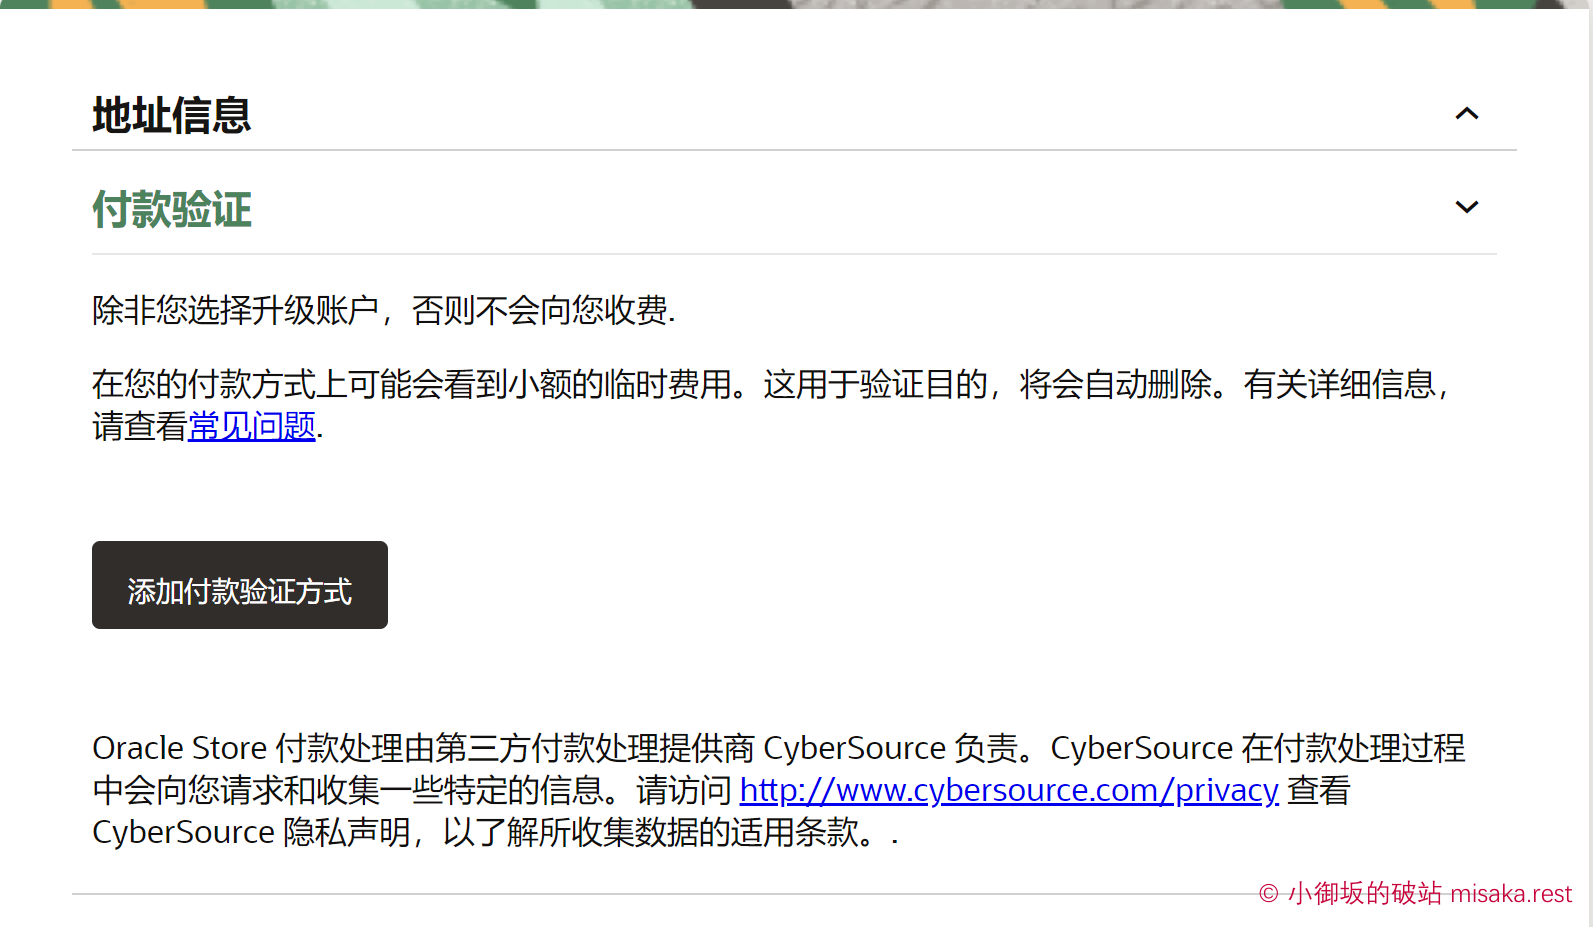 地址信息
付款验证
除非您选择升级账户，否则不会向您收费.
在您的付款方式上可能会看到小额的临时费用。这用于验证目的，将会自动删除。有关详细信息，
请查看常见问题.
添加付款验证方式
Oracle Store 付款处理由第三方付款处理提供商 CyberSource 负责。CyberSource 在付款处理过程
中会向您请求和收集一些特定的信息。请访问 http://www.cybersource.com/privacy 查看
CyberSource 隐私声明，以了解所收集数据的适用条款。.
© 小御坂的破站 misaka.rest